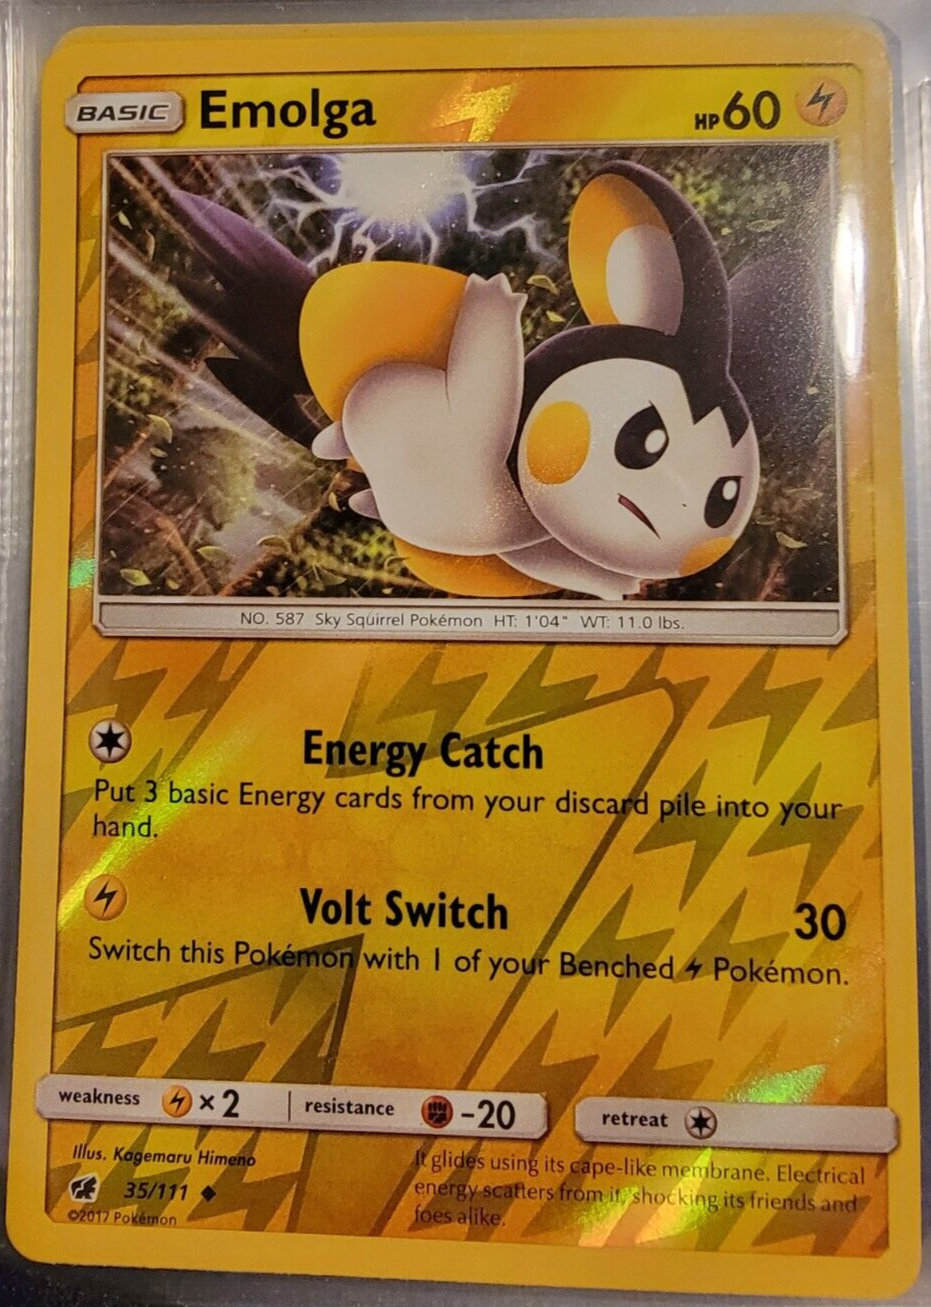 BASIC Emolga HP60
NO. 587 Sky Squirrel Pokémon HT: 1'04" WT: 11.0 lbs.
Energy Catch
Put 3 basic Energy cards from your discard pile into your
hand.
Volt Switch 30
Switch this Pokémon with 1 of your Benched Pokémon.
weakness ×2 resistance -20 retreat
Illus. Kagemaru Himeno
35/111
©2017 Pokémon
It glides using its cape-like membrane. Electrical
energy scatters from it, shocking its friends and
foes alike.